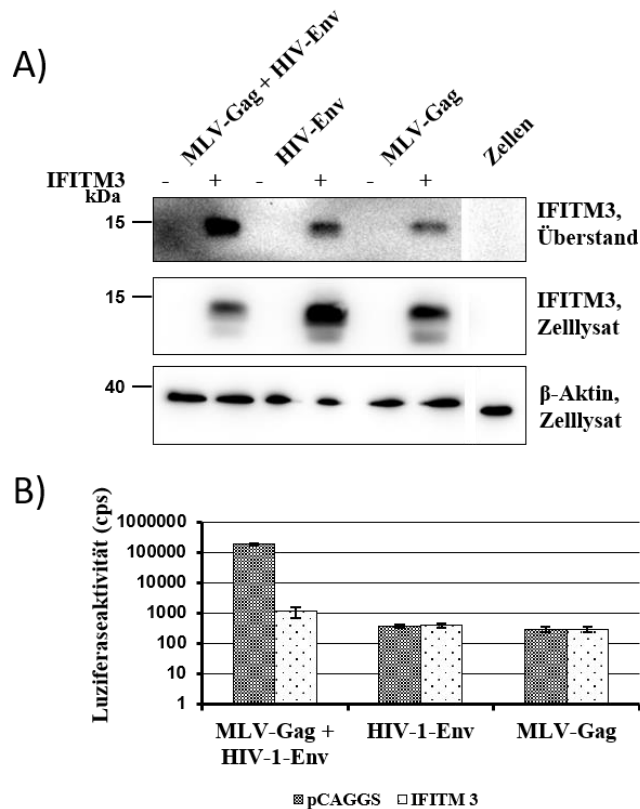 A)
MLV-Gag + HIV-Env
HIV-Env
MLV-Gag
Zellen
IFITM3 - + - + - +
kDa
15
IFITM3,
Überstand
15
IFITM3,
Zelllysat
40
β-Aktin,
Zelllysat
B)
Luziferaseaktivität (cps)
1000000
100000
10000
1000
100
10
1
MLV-Gag +
HIV-1-Env
HIV-1-Env
MLV-Gag
pCAGGS IFITM 3